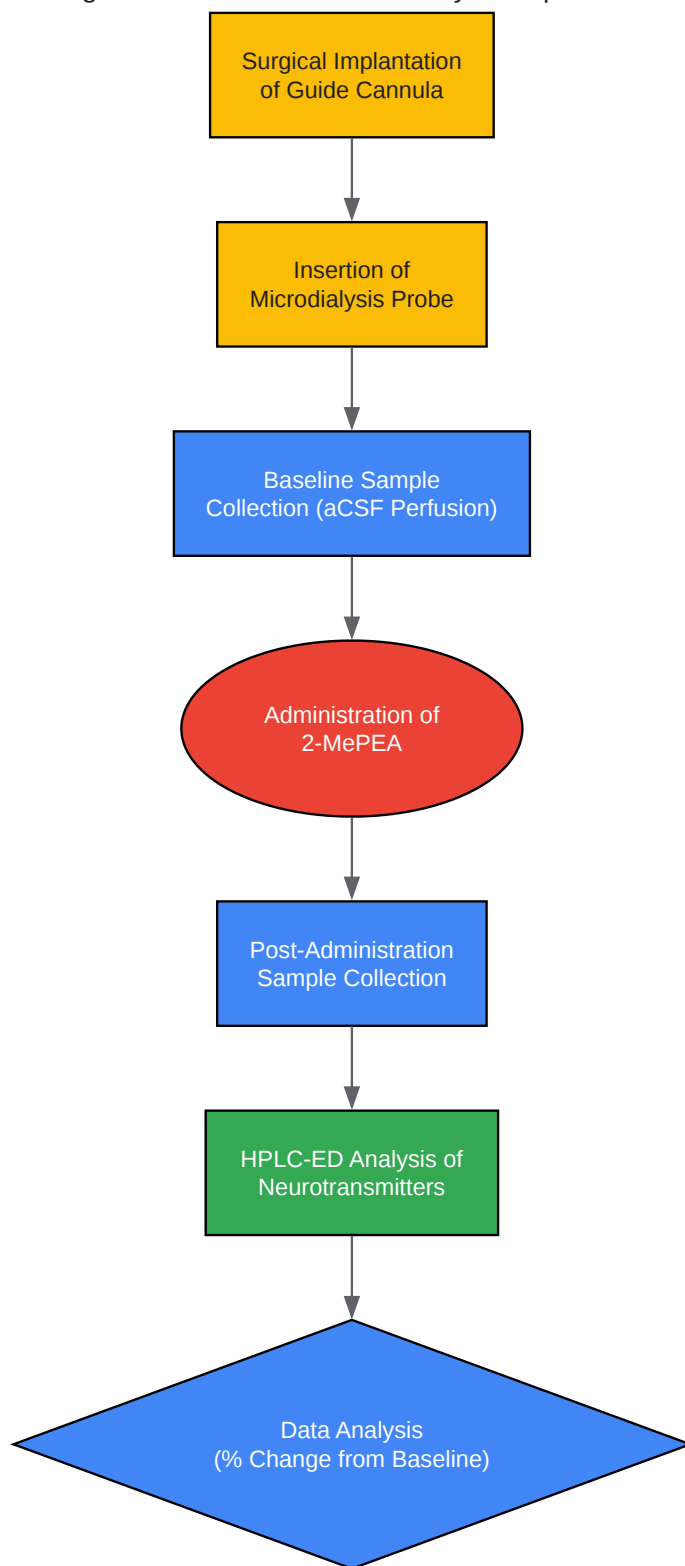 Surgical Implantation
of Guide Cannula
Insertion of
Microdialysis Probe
Baseline Sample
Collection (aCSF Perfusion)
Administration of
2-MePEA
Post-Administration
Sample Collection
HPLC-ED Analysis of
Neurotransmitters
Data Analysis
(% Change from Baseline)